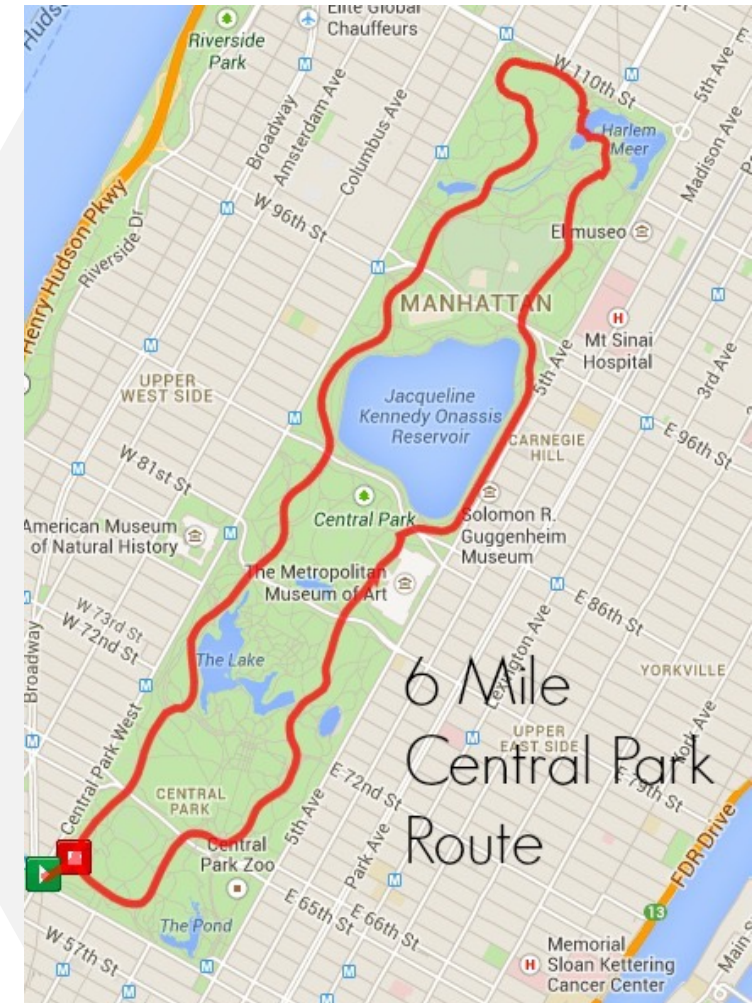 Hudso
Riverside
Park
Elite Global
Chauffeurs
Broadway
Amsterdam Ave
Columbus Ave
W 110th St
5th Ave
Madison Ave
Harlem
Meer
W 96th St
Riverside Dr
Henry Hudson Pkwy
El museo
MANHATTAN
Mt Sinai
Hospital
5th Ave
3rd Ave
UPPER
WEST SIDE
Jacqueline
Kennedy Onassis
Reservoir
CARNEGIE
HILL
E 96th St
W 81st St
American Museum
of Natural History
Central Park
Solomon R.
Guggenheim
Museum
The Metropolitan
Museum of Art
E 86th St
W 73rd St
W 72nd St
Broadway
The Lake
Lexington Ave
YORKVILLE
York Ave
6 Mile
Central Park
Route
UPPER
EAST SIDE
E 79th St
Central Park West
CENTRAL
PARK
E 72nd St
5th Ave
Park Ave
Central
Park Zoo
FDR Drive
E 65th St
E 66th St
13
The Pond
W 57th St
Memorial
Sloan Kettering
Cancer Center
Main S